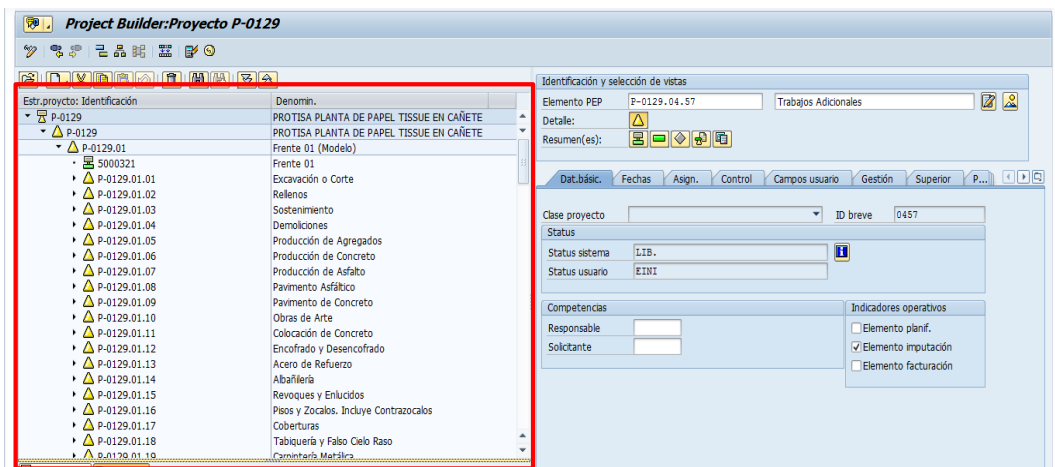 Project Builder:Proyecto P-0129
Estr.proycto: Identificación Denomin.
P-0129 PROTISA PLANTA DE PAPEL TISSUE EN CAÑETE
P-0129 PROTISA PLANTA DE PAPEL TISSUE EN CAÑETE
P-0129.01 Frente 01 (Modelo)
5000321 Frente 01
P-0129.01.01 Excavación o Corte
P-0129.01.02 Rellenos
P-0129.01.03 Sostenimiento
P-0129.01.04 Demoliciones
P-0129.01.05 Producción de Agregados
P-0129.01.06 Producción de Concreto
P-0129.01.07 Producción de Asfalto
P-0129.01.08 Pavimento Asfáltico
P-0129.01.09 Pavimento de Concreto
P-0129.01.10 Obras de Arte
P-0129.01.11 Colocación de Concreto
P-0129.01.12 Encofrado y Desencofrado
P-0129.01.13 Acero de Refuerzo
P-0129.01.14 Albañilería
P-0129.01.15 Revoques y Enlucidos
P-0129.01.16 Pisos y Zocalos. Incluye Contrazocalos
P-0129.01.17 Coberturas
P-0129.01.18 Tabiquería y Falso Cielo Raso
P-0129.01.19 Carpintería Metálica
Identificación y selección de vistas
Elemento PEP P-0129.04.57 Trabajos Adicionales
Detalle:
Resumen(es):
Dat.básic. Fechas Asign. Control Campos usuario Gestión Superior P...
Clase proyecto ID breve 0457
Status
Status sistema LIB.
Status usuario EINI
Competencias Indicadores operativos
Responsable Elemento planif.
Solicitante Elemento imputación
Elemento facturación